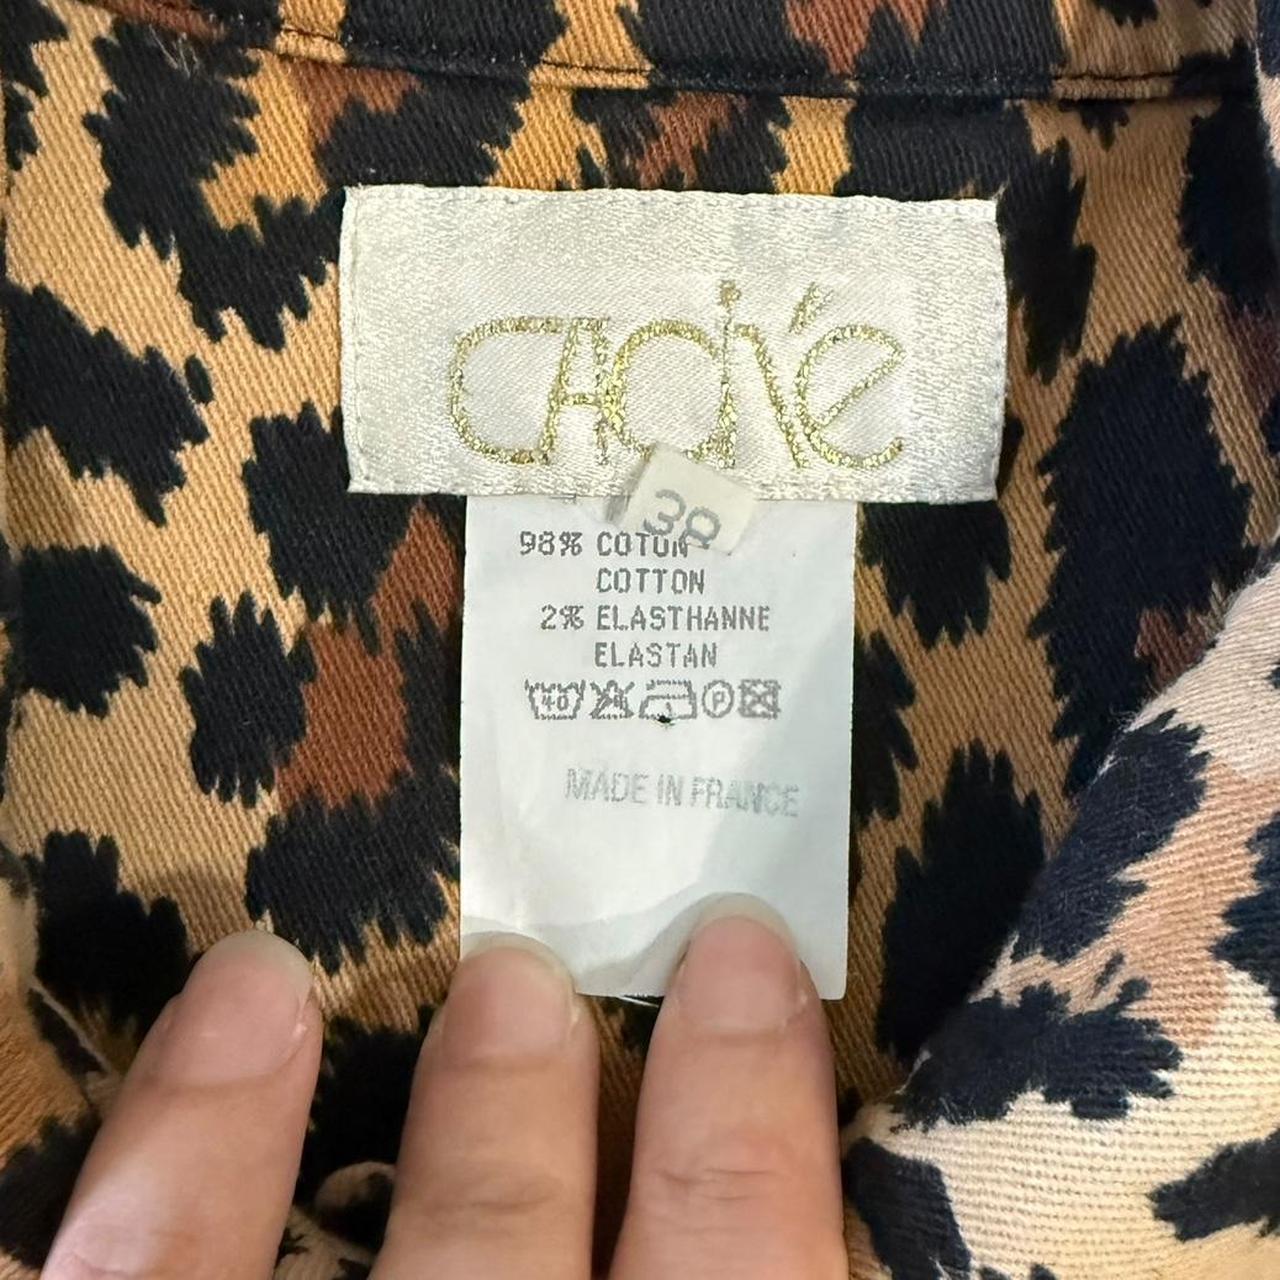 CAChé
38
98% COTON
COTTON
2% ELASTHANNE
ELASTAN
40 P
MADE IN FRANCE